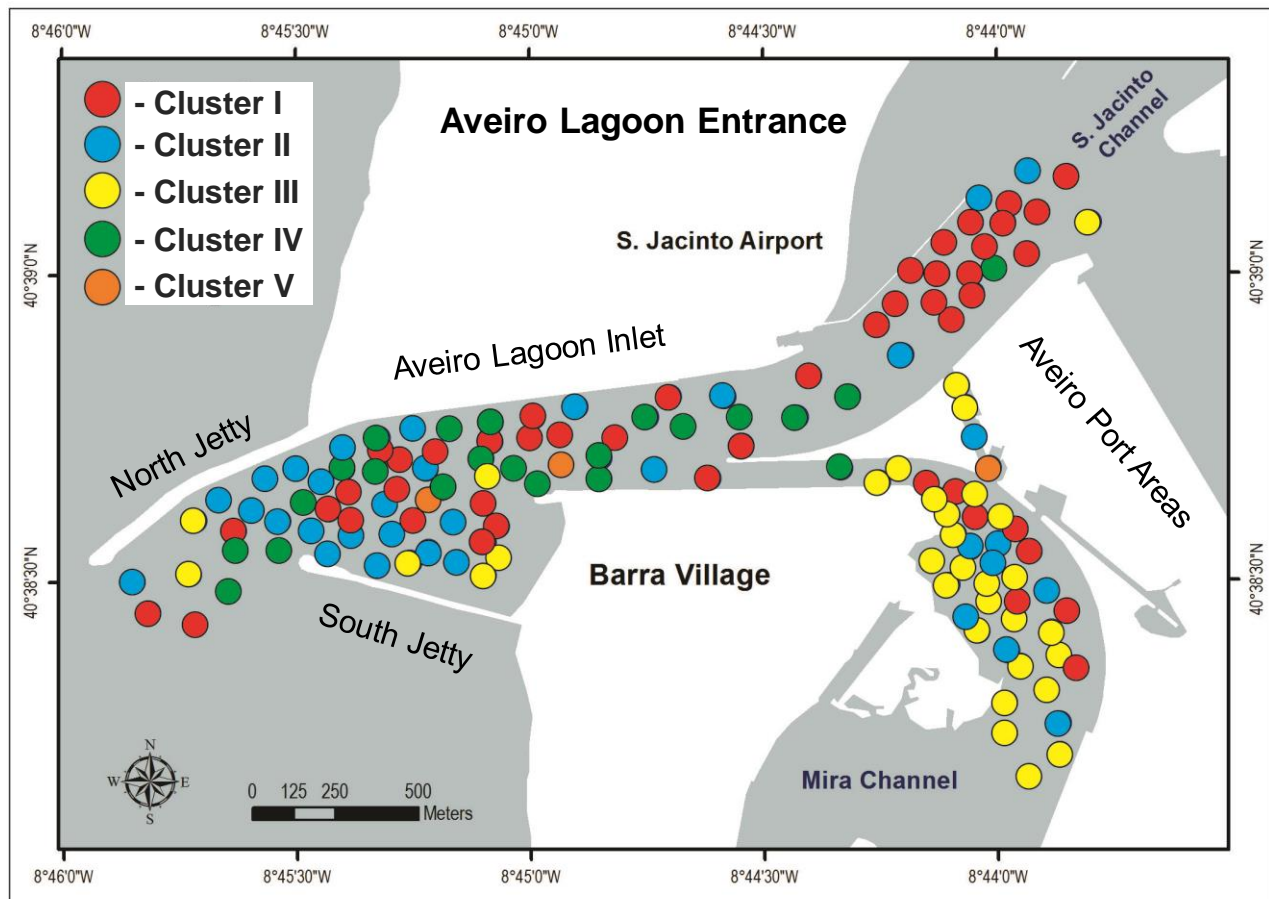 8°46'0"W
8°45'30"W
8°45'0"W
8°44'30"W
8°44'0"W
- Cluster I
- Cluster II
- Cluster III
- Cluster IV
- Cluster V
Aveiro Lagoon Entrance
S. Jacinto
Channel
S. Jacinto Airport
40°39'0"N
40°39'0"N
Aveiro Lagoon Inlet
Aveiro Port Areas
North Jetty
40°38'30"N
40°38'30"N
Barra Village
South Jetty
Mira Channel
N
W
E
S
0 125 250 500
Meters
8°46'0"W
8°45'30"W
8°45'0"W
8°44'30"W
8°44'0"W